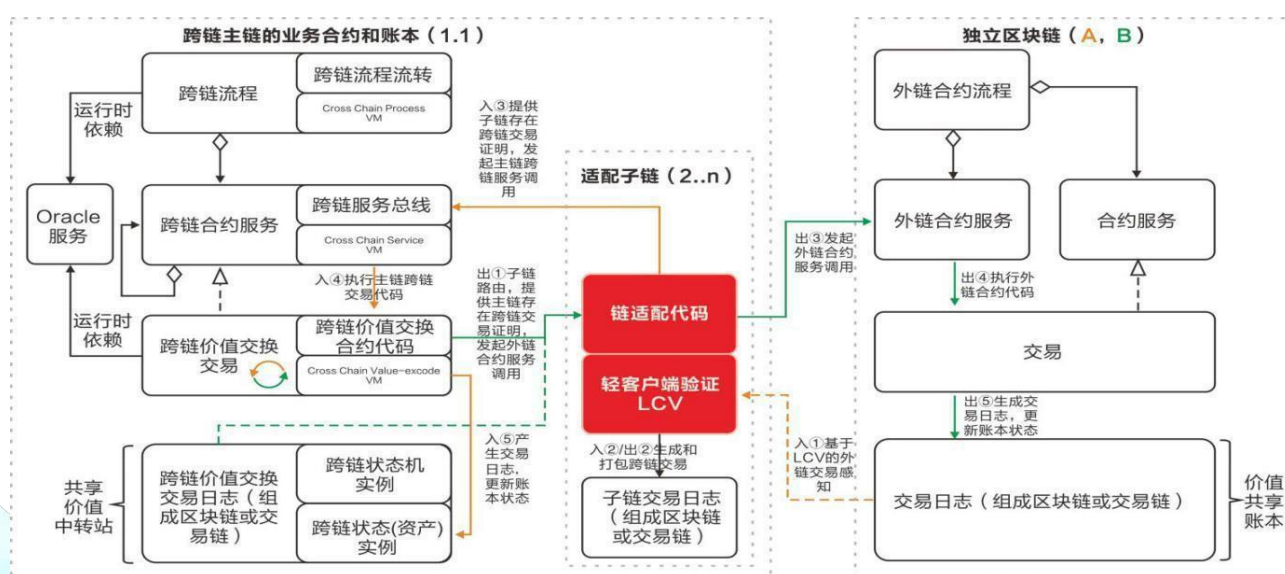 跨链主链的业务合约和账本（1.1）
跨链流程
跨链流程流转
Cross Chain Process
VM
运行时
依赖
Oracle
服务
跨链合约服务
跨链服务总线
Cross Chain Service
VM
入③提供
子链存在
跨链交易
证明，发
起主链跨
链服务调
用
入④执行主链跨链
交易代码
运行时
依赖
跨链价值交换
交易
跨链价值交换
合约代码
Cross Chain Value-excode
VM
出①子链
路由，提
供主链存
在跨链交
易证明，
发起外链
合约服务
调用
共享
价值
中转站
跨链价值交换
交易日志（组
成区块链或交
易链）
跨链状态机
实例
跨链状态(资产)
实例
入⑤产
生交易
日志，
更新账
本状态
适配子链（2..n）
链适配代码
轻客户端验证
LCV
入②/出②生成和
打包跨链交易
子链交易日志
（组成区块链
或交易链）
独立区块链（A，B）
外链合约流程
外链合约服务
合约服务
出③发起
外链合约
服务调用
出④执行外
链合约代码
交易
出⑤生成交
易日志，更
新账本状态
入①基于
LCV的外
链交易感
知
交易日志（组成区块链或交易链）
价值
共享
账本